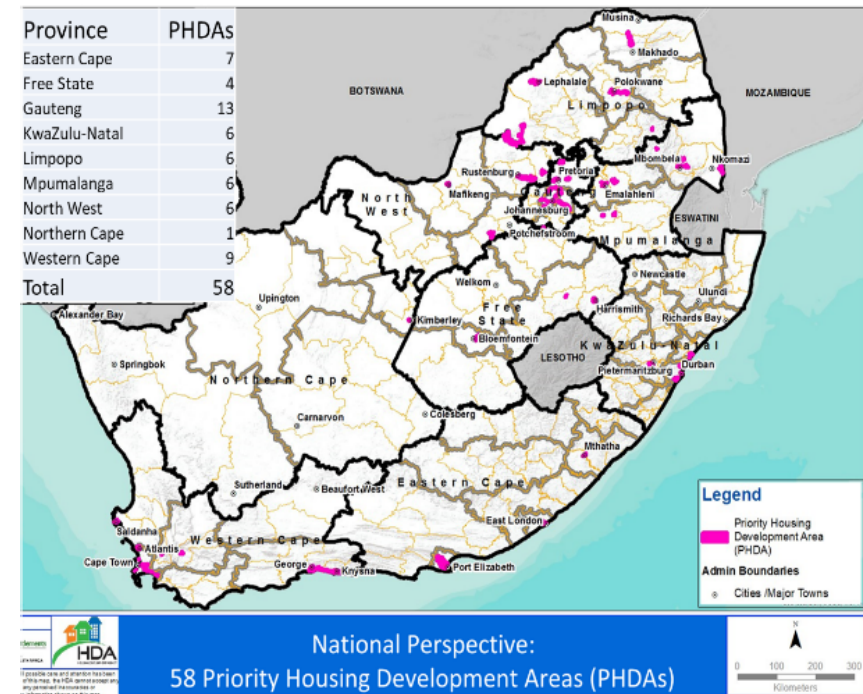 Province PHDAs
Eastern Cape 7
Free State 4
Gauteng 13
KwaZulu-Natal 6
Limpopo 6
Mpumalanga 6
North West 6
Northern Cape 1
Western Cape 9
Total 58
Musina
Makhado
BOTSWANA
Lephalale
Polokwane
Limpopo
MOZAMBIQUE
Mbombela
Nkomazi
Rustenburg
Pretoria
Gauteng
Emalahleni
North
West
Mafikeng
Johannesburg
ESWATINI
Potchefstroom
Mpumalanga
Newcastle
Welkom
Ulundi
Upington
Free
State
Harrismith
Richards Bay
Alexander Bay
Kimberley
Bloemfontein
KwaZulu-Natal
LESOTHO
Durban
Springbok
Pietermaritzburg
Northern Cape
Colesberg
Carnarvon
Mthatha
Sutherland
Beaufort West
Eastern Cape
East London
Saldanha
Western Cape
Atlantis
Cape Town
George
Knysna
Port Elizabeth
Legend
Priority Housing
Development Area
(PHDA)
Admin Boundaries
Cities /Major Towns
HDA
National Perspective:
58 Priority Housing Development Areas (PHDAs)
N
0 100 200 300
Kilometers